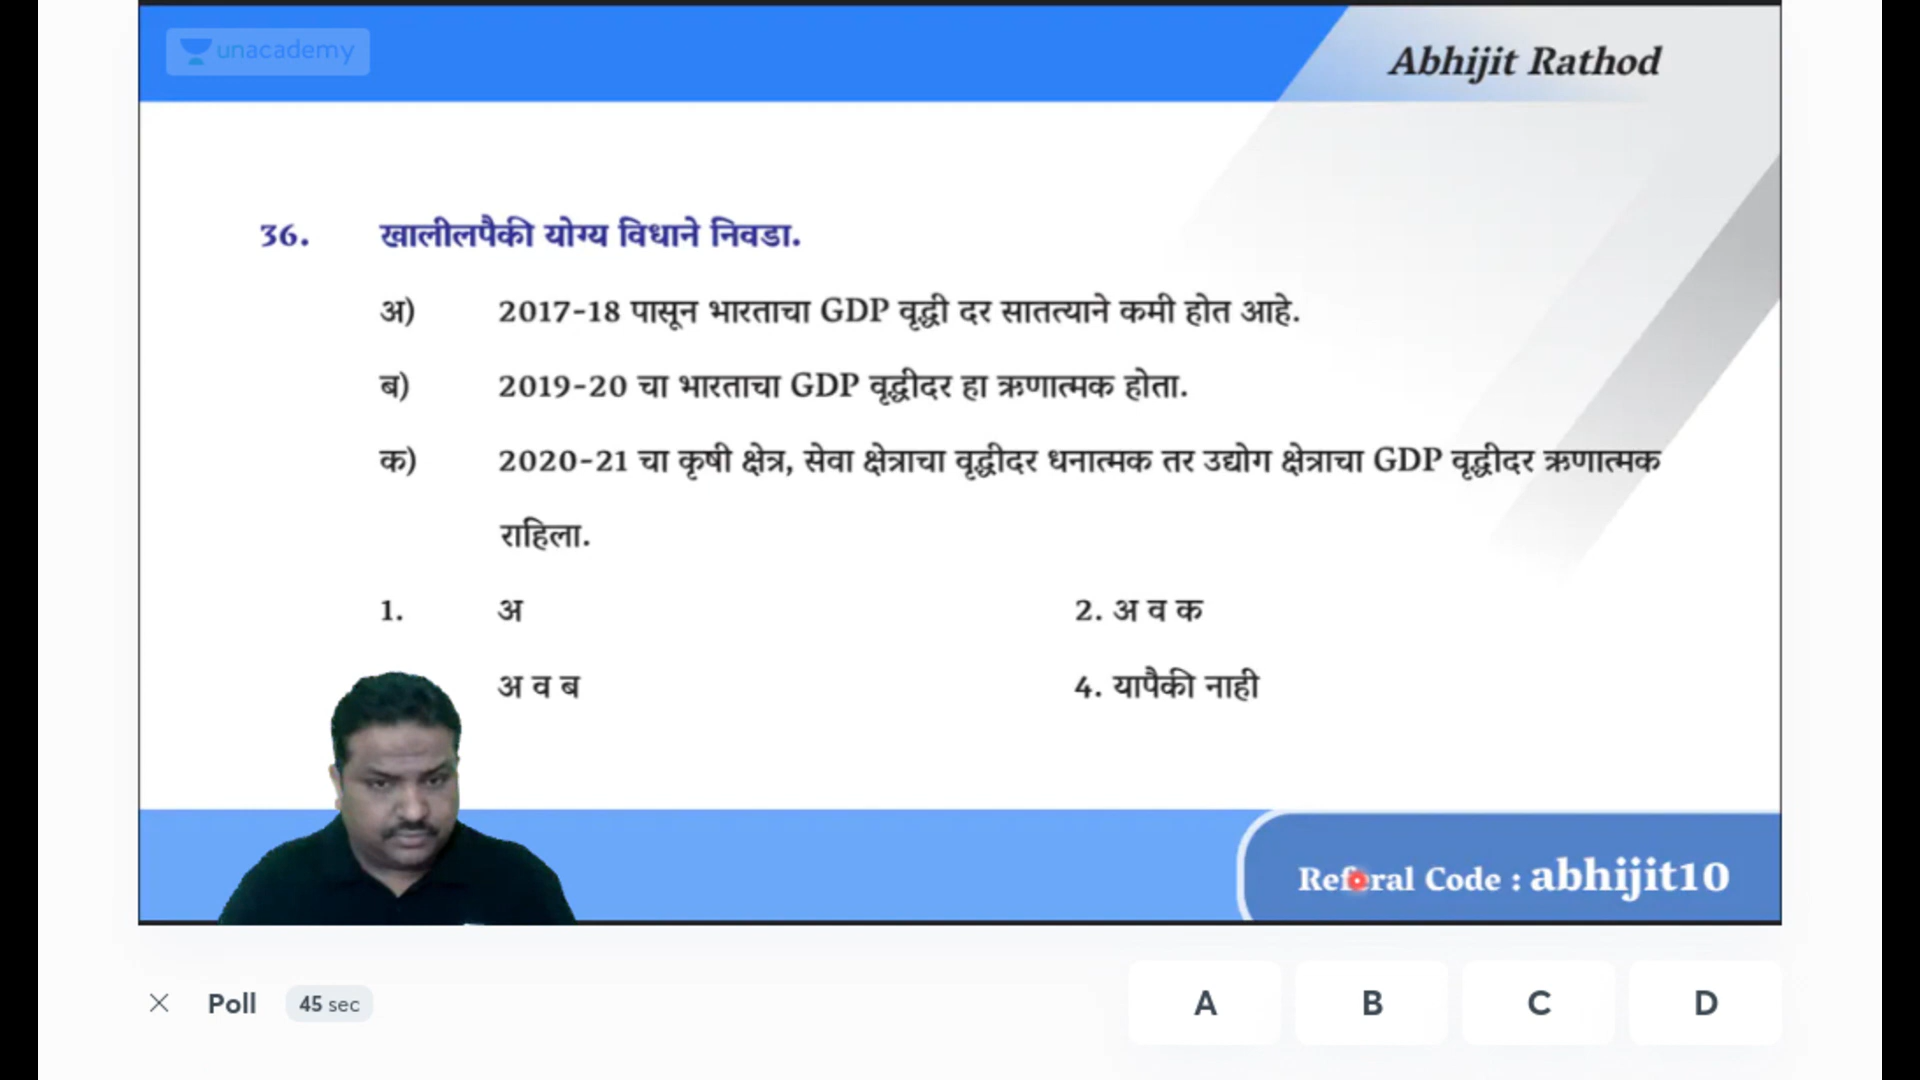 unacademy
Abhijit Rathod
36. खालीलपैकी योग्य विधाने निवडा.
अ) 2017-18 पासून भारताचा GDP वृद्धी दर सातत्याने कमी होत आहे.
ब) 2019-20 चा भारताचा GDP वृद्धीदर हा ऋणात्मक होता.
क) 2020-21 चा कृषी क्षेत्र, सेवा क्षेत्राचा वृद्धीदर धनात्मक तर उद्योग क्षेत्राचा GDP वृद्धीदर ऋणात्मक
राहिला.
1. अ 2. अ व क
अ व ब 4. यापैकी नाही
Referal Code : abhijit10
Poll 45 sec A B C D